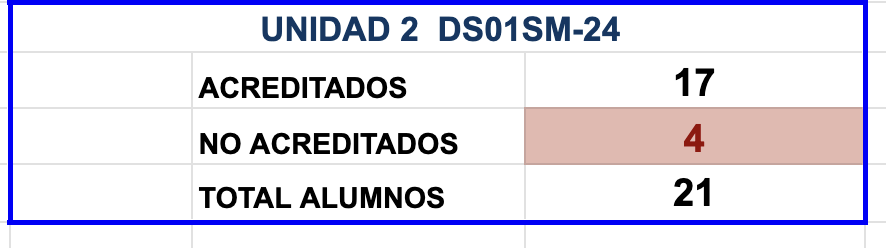 UNIDAD 2  DS01SM-24
ACREDITADOS 17
NO ACREDITADOS 4
TOTAL ALUMNOS 21